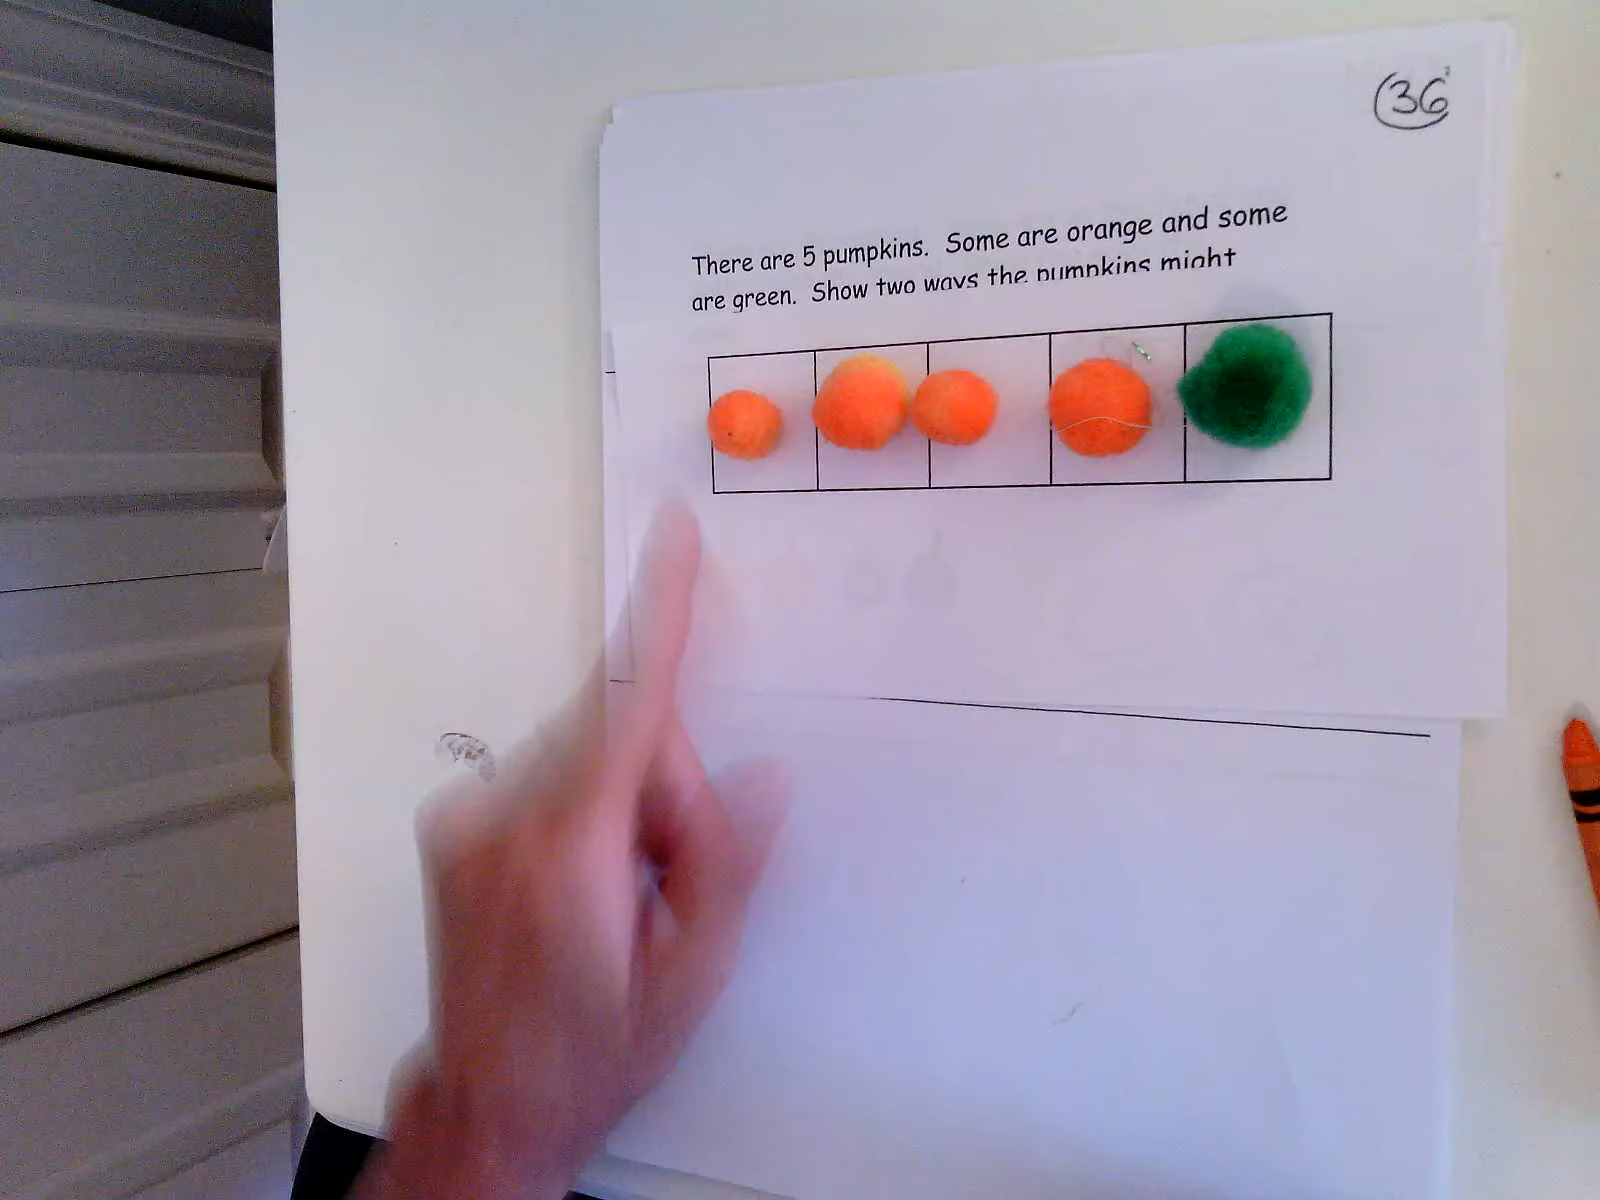 36
There are 5 pumpkins. Some are orange and some
are green. Show two ways the pumpkins might